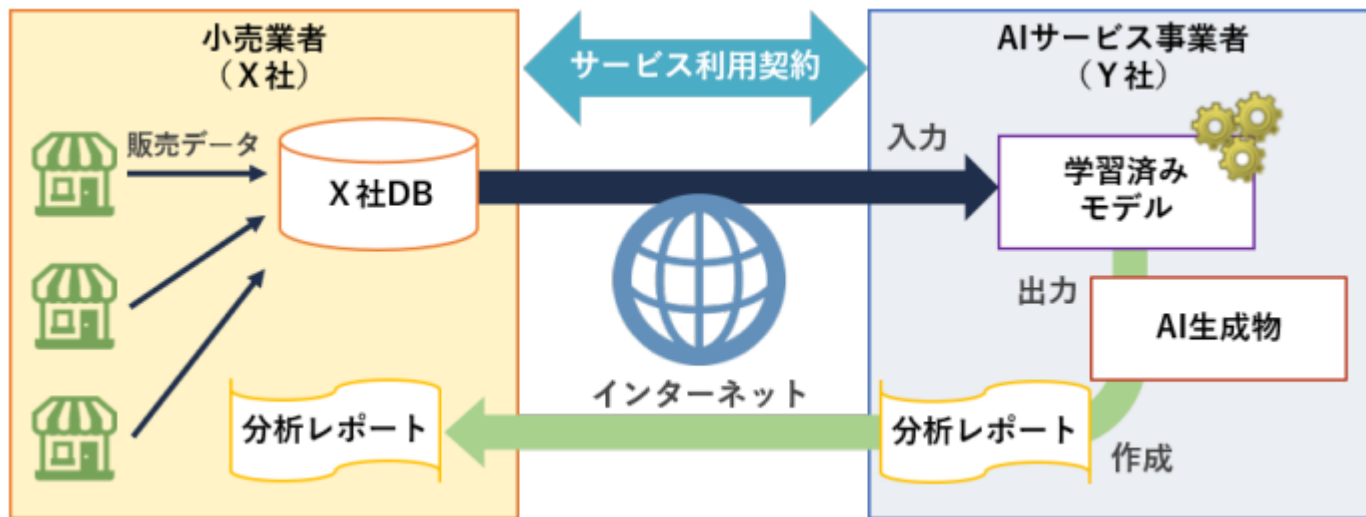 小売業者
（X社）
サービス利用契約
AIサービス事業者
（Y社）
販売データ
X社DB
入力
学習済み
モデル
出力
AI生成物
インターネット
分析レポート
分析レポート
作成